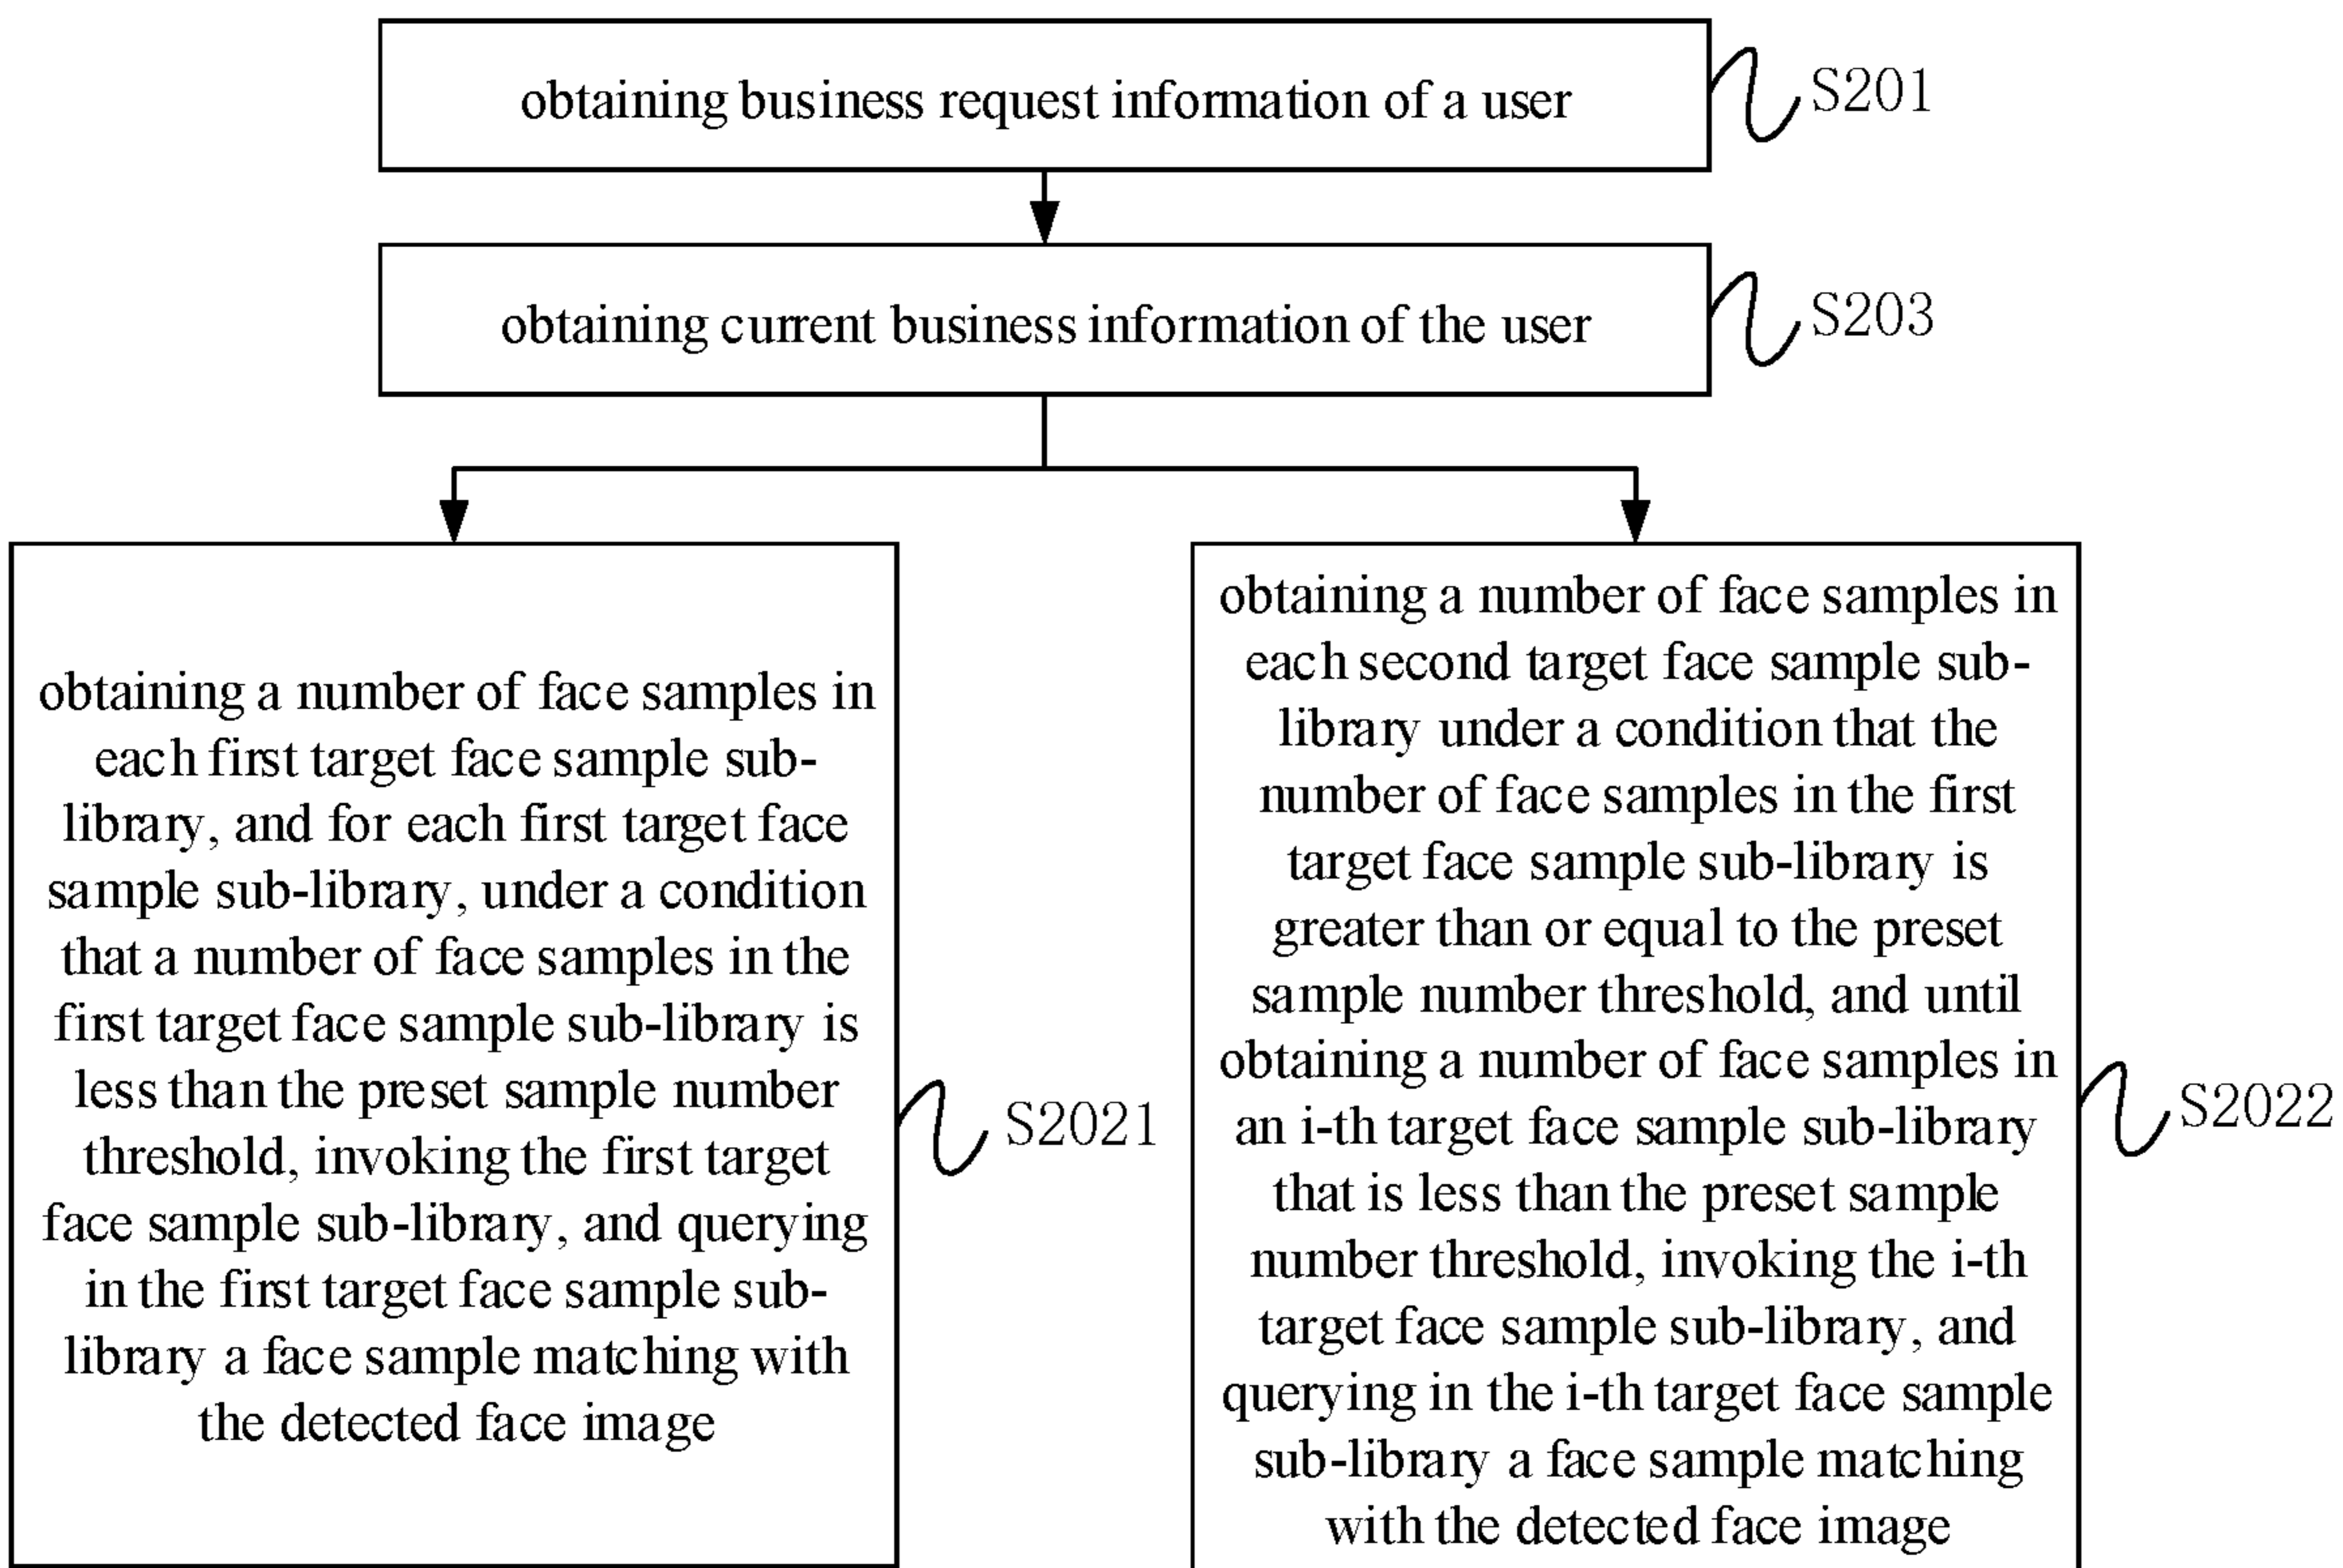 obtaining business request information of a user
S201
obtaining current business information of the user
S203
obtaining a number of face samples in
each first target face sample sub-
library, and for each first target face
sample sub-library, under a condition
that a number of face samples in the
first target face sample sub-library is
less than the preset sample number
threshold, invoking the first target
face sample sub-library, and querying
in the first target face sample sub-
library a face sample matching with
the detected face image
S2021
obtaining a number of face samples in
each second target face sample sub-
library under a condition that the
number of face samples in the first
target face sample sub-library is
greater than or equal to the preset
sample number threshold, and until
obtaining a number of face samples in
an i-th target face sample sub-library
that is less than the preset sample
number threshold, invoking the i-th
target face sample sub-library, and
querying in the i-th target face sample
sub-library a face sample matching
with the detected face image
S2022